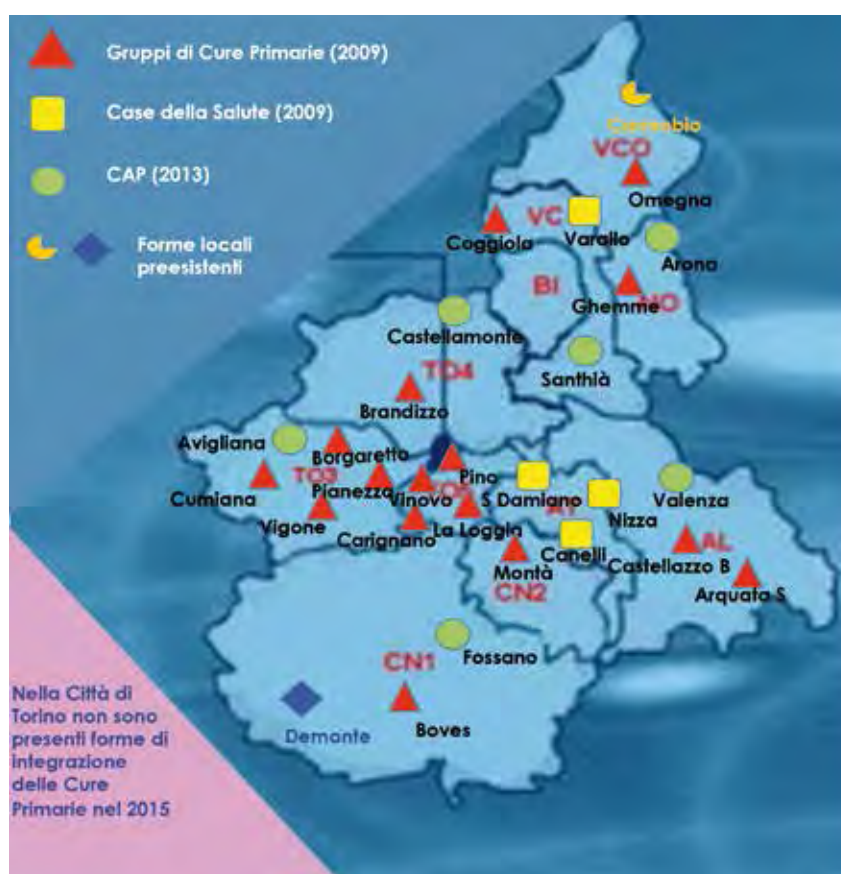 Gruppi di Cure Primarie (2009)
Case della Salute (2009)
CAP (2013)
Forme locali
preesistenti
VCO
Omegna
VC
Coggiola
Varallo
Arona
BI
Ghemme
NO
Castellamonte
Santhià
TO4
Brandizzo
Avigliana
Borgaretto
Pino
TO3
Cumiana
Pianezza
Vinovo
S Damiano
Valenza
Vigone
La Loggia
Nizza
Carignano
Canelli
AL
Castellazzo B
Montà
Arquata S
CN2
CN1
Fossano
Boves
Demonte
Nella Città di
Torino non sono
presenti forme di
integrazione
delle Cure
Primarie nel 2015